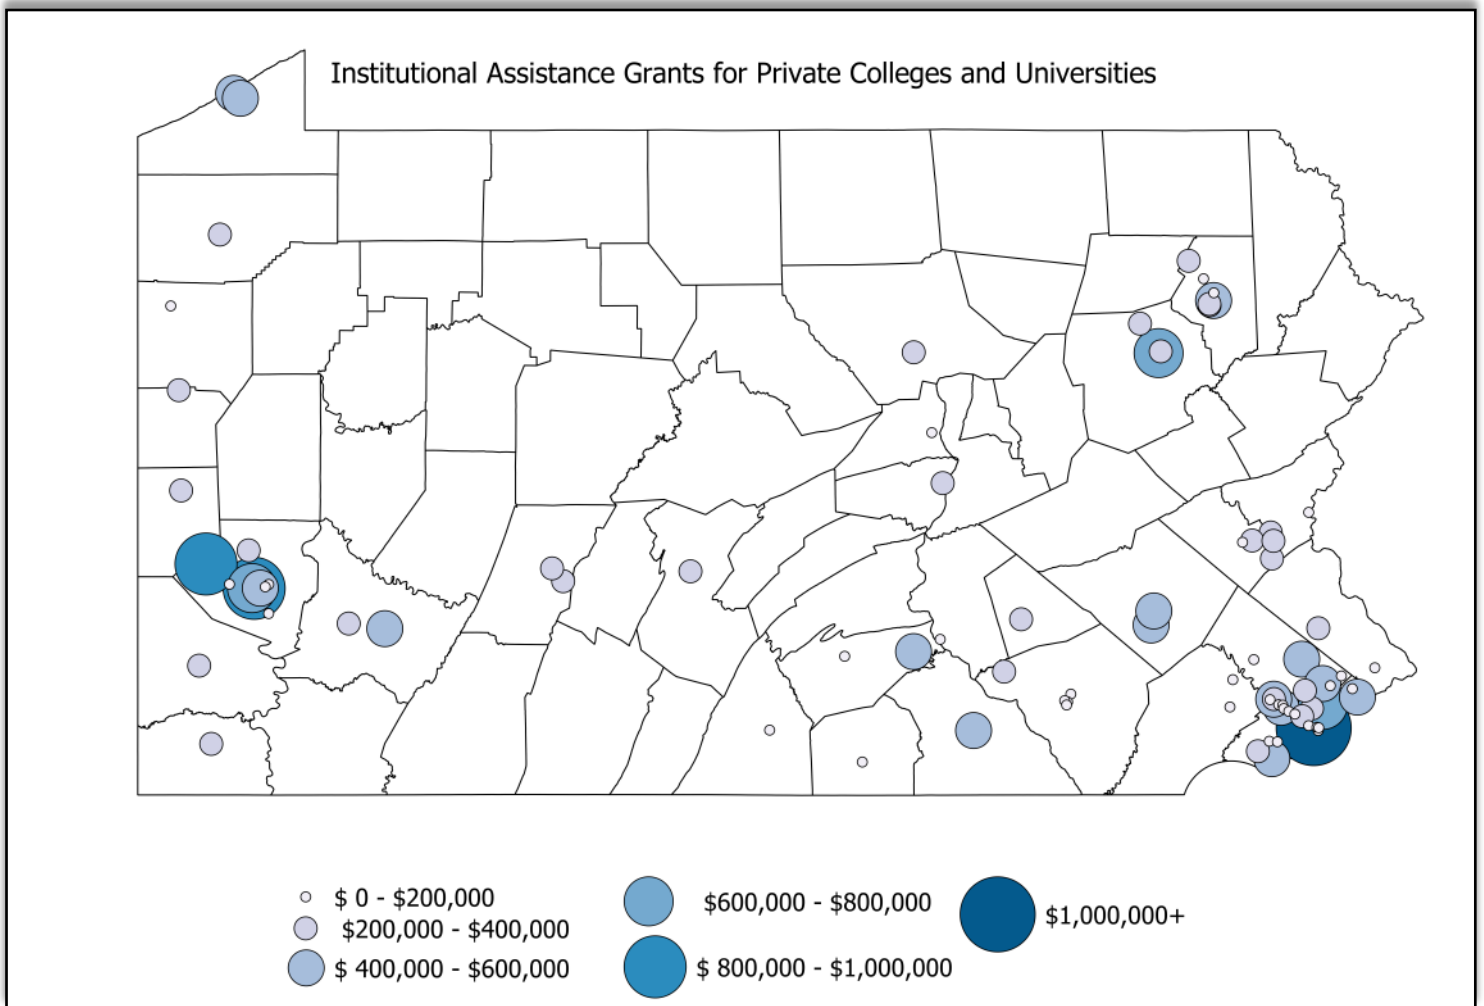 Institutional Assistance Grants for Private Colleges and Universities
$ 0 - $200,000
$200,000 - $400,000
$ 400,000 - $600,000
$600,000 - $800,000
$ 800,000 - $1,000,000
$1,000,000+